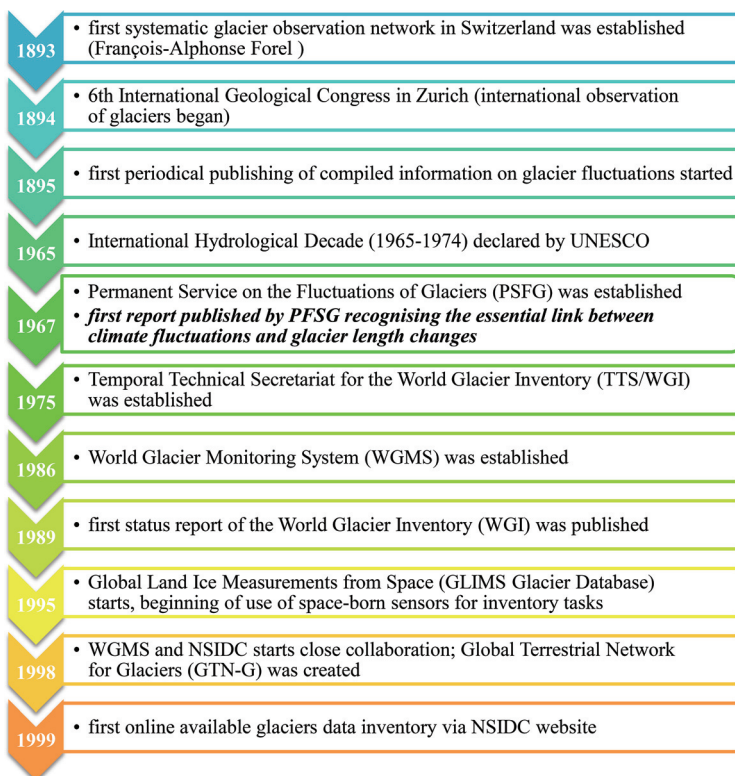 1893
• first systematic glacier observation network in Switzerland was established
(François-Alphonse Forel )
1894
• 6th International Geological Congress in Zurich (international observation
of glaciers began)
1895
• first periodical publishing of compiled information on glacier fluctuations started
1965
• International Hydrological Decade (1965-1974) declared by UNESCO
1967
• Permanent Service on the Fluctuations of Glaciers (PSFG) was established
• first report published by PFSG recognising the essential link between
climate fluctuations and glacier length changes
1975
• Temporal Technical Secretariat for the World Glacier Inventory (TTS/WGI)
was established
1986
• World Glacier Monitoring System (WGMS) was established
1989
• first status report of the World Glacier Inventory (WGI) was published
1995
• Global Land Ice Measurements from Space (GLIMS Glacier Database)
starts, beginning of use of space-born sensors for inventory tasks
1998
• WGMS and NSIDC starts close collaboration; Global Terrestrial Network
for Glaciers (GTN-G) was created
1999
• first online available glaciers data inventory via NSIDC website